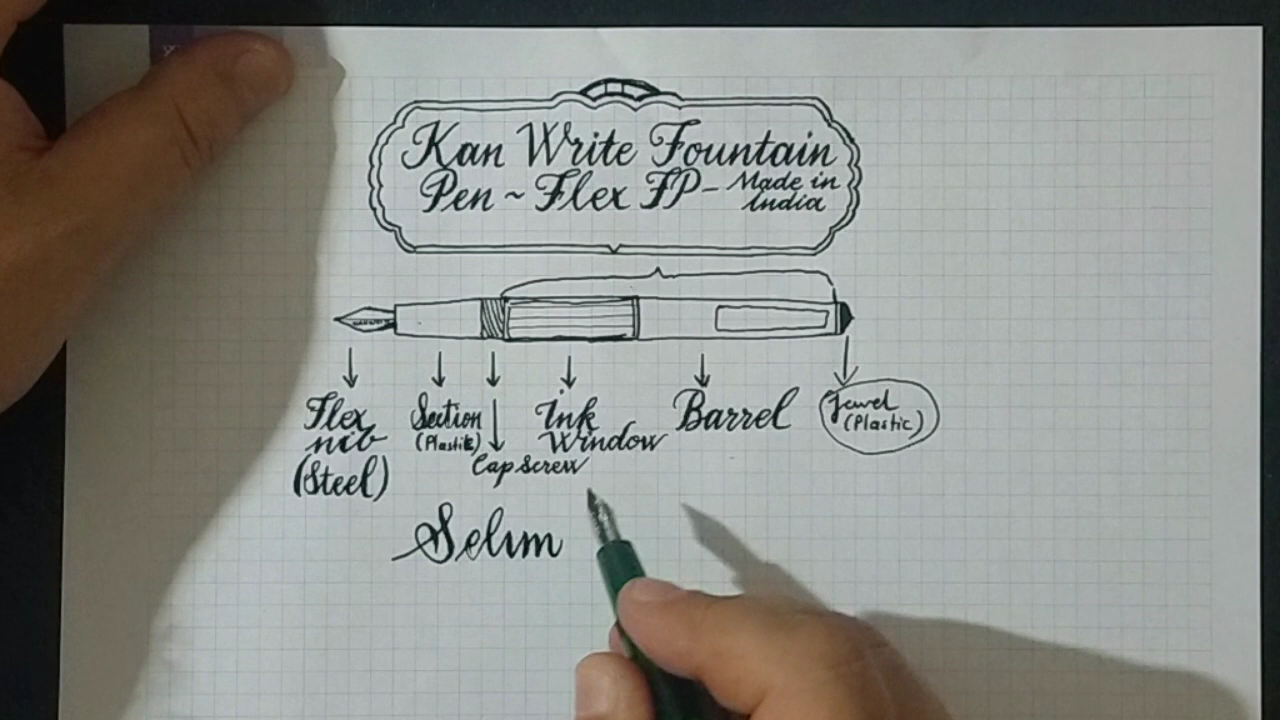 Kan Write Fountain
Pen ~ Flex FP - Made in
India
Flex
nib
(Steel)
Section
(Plastik)
Cap screw
Ink
Window
Barrel
Jewel
(Plastic)
Selim